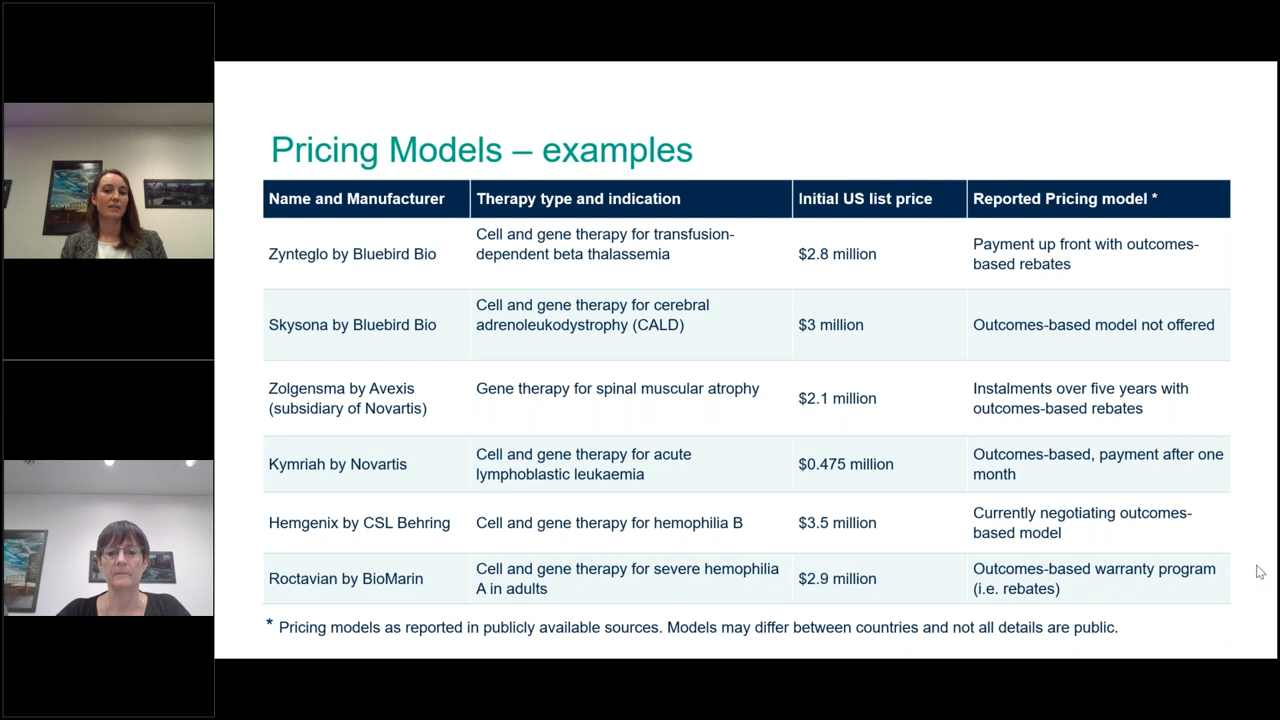 Pricing Models – examples
Name and Manufacturer
Therapy type and indication
Initial US list price
Reported Pricing model *
Zynteglo by Bluebird Bio
Cell and gene therapy for transfusion-
dependent beta thalassemia
$2.8 million
Payment up front with outcomes-
based rebates
Skysona by Bluebird Bio
Cell and gene therapy for cerebral
adrenoleukodystrophy (CALD)
$3 million
Outcomes-based model not offered
Zolgensma by Avexis
(subsidiary of Novartis)
Gene therapy for spinal muscular atrophy
$2.1 million
Instalments over five years with
outcomes-based rebates
Kymriah by Novartis
Cell and gene therapy for acute
lymphoblastic leukaemia
$0.475 million
Outcomes-based, payment after one
month
Hemgenix by CSL Behring
Cell and gene therapy for hemophilia B
$3.5 million
Currently negotiating outcomes-
based model
Roctavian by BioMarin
Cell and gene therapy for severe hemophilia
A in adults
$2.9 million
Outcomes-based warranty program
(i.e. rebates)
* Pricing models as reported in publicly available sources. Models may differ between countries and not all details are public.